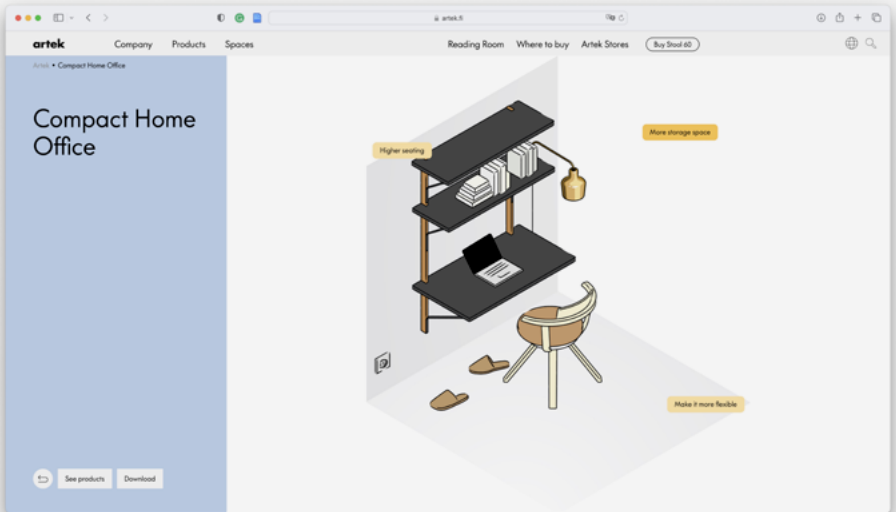 artek.fi
artek
Company
Products
Spaces
Reading Room
Where to buy
Artek Stores
Buy Stool 60
Artek • Compact Home Office
Compact Home
Office
Higher seating
More storage space
Make it more flexible
See products
Download